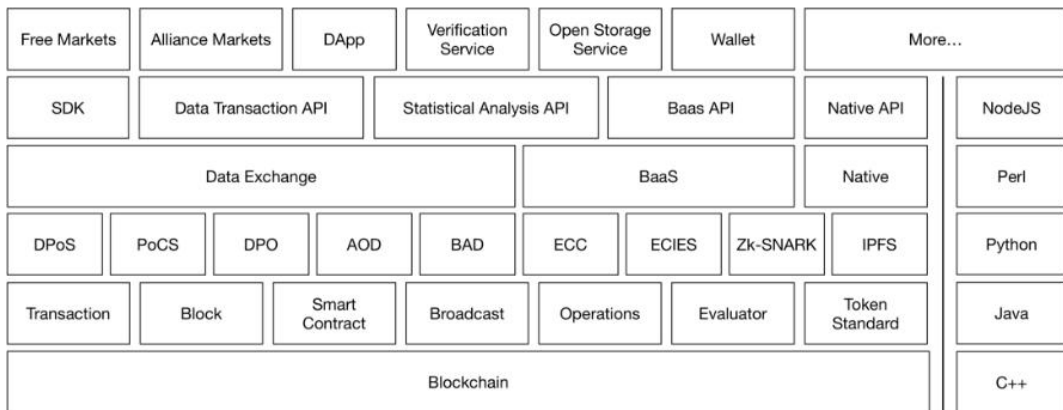 Free Markets
Alliance Markets
DApp
Verification
Service
Open Storage
Service
Wallet
More...
SDK
Data Transaction API
Statistical Analysis API
Baas API
Native API
NodeJS
Data Exchange
BaaS
Native
Perl
DPoS
PoCS
DPO
AOD
BAD
ECC
ECIES
Zk-SNARK
IPFS
Python
Transaction
Block
Smart
Contract
Broadcast
Operations
Evaluator
Token
Standard
Java
Blockchain
C++